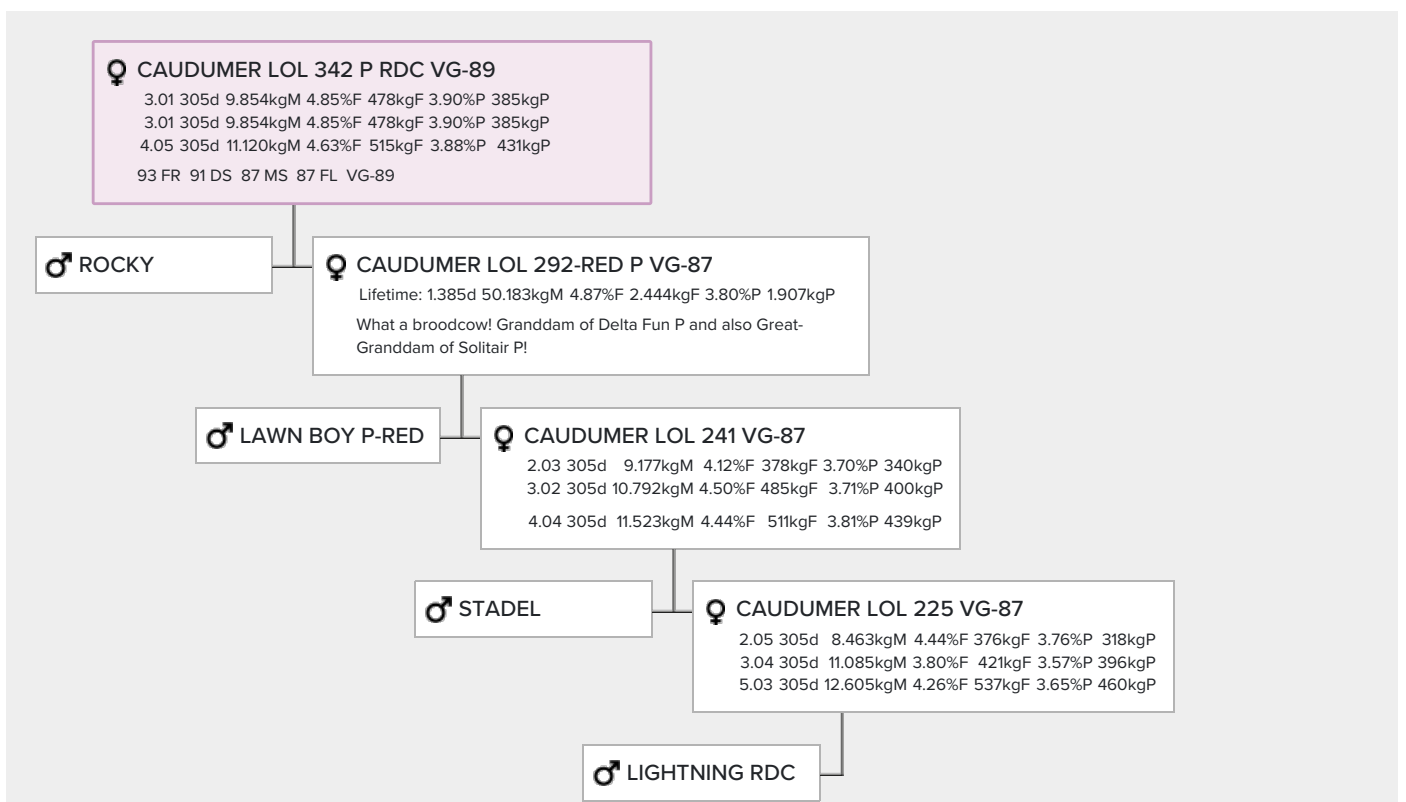 CAUDUMER LOL 342 P RDC VG-89
3.01 305d 9.854kgM 4.85%F 478kgF 3.90%P 385kgP
3.01 305d 9.854kgM 4.85%F 478kgF 3.90%P 385kgP
4.05 305d 11.120kgM 4.63%F 515kgF 3.88%P 431kgP
93 FR 91 DS 87 MS 87 FL VG-89
ROCKY
CAUDUMER LOL 292-RED P VG-87
Lifetime: 1.385d 50.183kgM 4.87%F 2.444kgF 3.80%P 1.907kgP
What a broodcow! Granddam of Delta Fun P and also Great-
Granddam of Solitair P!
LAWN BOY P-RED
CAUDUMER LOL 241 VG-87
2.03 305d 9.177kgM 4.12%F 378kgF 3.70%P 340kgP
3.02 305d 10.792kgM 4.50%F 485kgF 3.71%P 400kgP
4.04 305d 11.523kgM 4.44%F 511kgF 3.81%P 439kgP
STADEL
CAUDUMER LOL 225 VG-87
2.05 305d 8.463kgM 4.44%F 376kgF 3.76%P 318kgP
3.04 305d 11.085kgM 3.80%F 421kgF 3.57%P 396kgP
5.03 305d 12.605kgM 4.26%F 537kgF 3.65%P 460kgP
LIGHTNING RDC